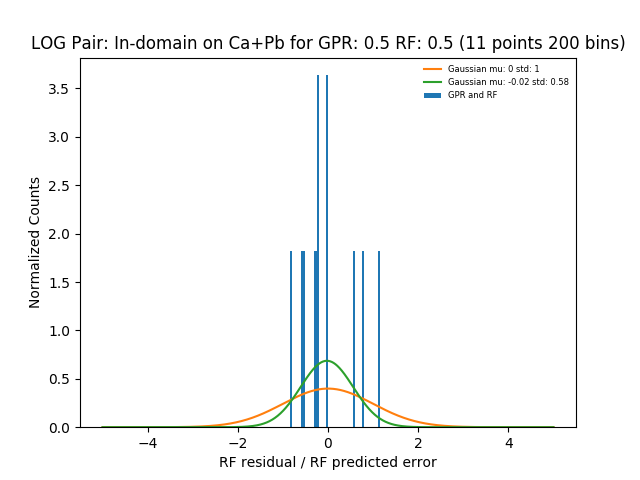 LOG Pair: In-domain on Ca+Pb for GPR: 0.5 RF: 0.5 (11 points 200 bins)
Gaussian mu: 0 std: 1
Gaussian mu: -0.02 std: 0.58
GPR and RF
Normalized Counts
3.5
3.0
2.5
2.0
1.5
1.0
0.5
0.0
−4
−2
0
2
4
RF residual / RF predicted error